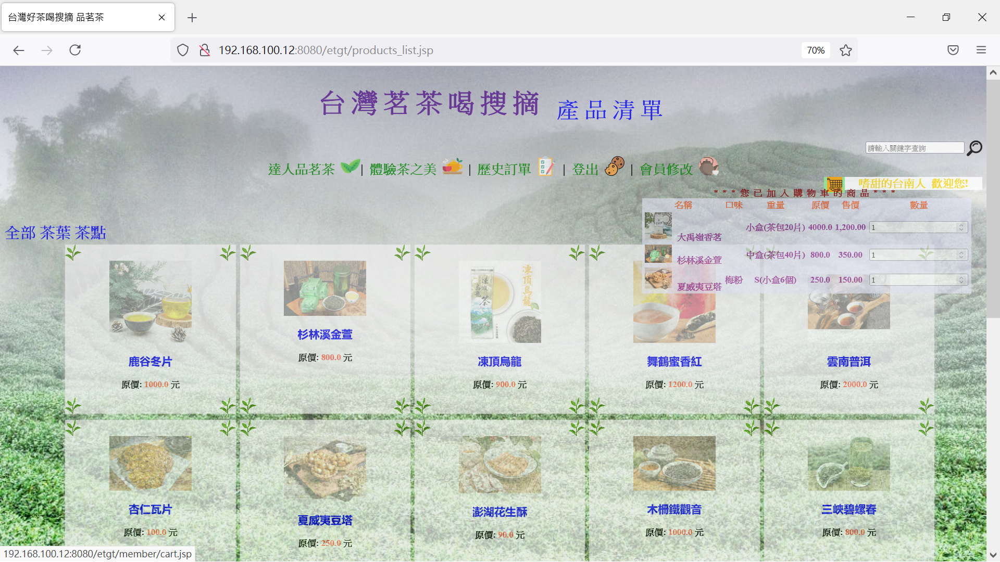 台灣好茶喝搜摘 品茗茶
192.168.100.12:8080/etgt/products_list.jsp
70%
台灣茗茶喝搜摘 產品清單
請輸入關鍵字查詢
達人品茗茶 | 體驗茶之美 | 歷史訂單 | 登出 | 會員修改
嗜甜的台南人 歡迎您!
***您已加入購物車的商品***
名稱 口味 重量 原價 售價 數量
大禹嶺香茗 小盒(茶包20片) 4000.0 1,200.00 1
杉林溪金萱 中盒(茶包40片) 800.0 350.00 1
夏威夷豆塔 梅粉 S(小盒6個) 250.0 150.00 1
全部 茶葉 茶點
鹿谷冬片
原價: 1000.0 元
杉林溪金萱
原價: 800.0 元
凍頂烏龍
凍頂烏龍茶
凍頂烏龍
原價: 900.0 元
舞鶴蜜香紅
原價: 1200.0 元
雲南普洱
原價: 2000.0 元
杏仁瓦片
原價: 100.0 元
夏威夷豆塔
原價: 250.0 元
澎湖花生酥
原價: 90.0 元
木柵鐵觀音
原價: 1000.0 元
三峽碧螺春
原價: 800.0 元
192.168.100.12:8080/etgt/member/cart.jsp